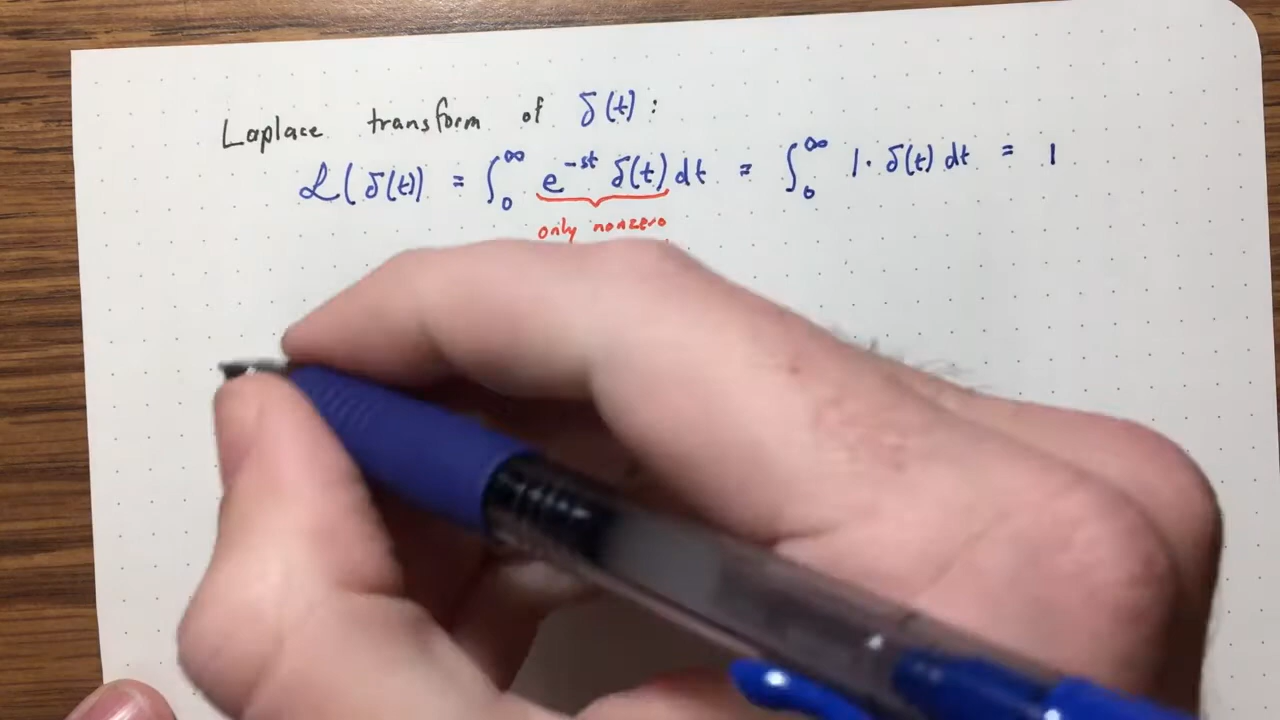 Laplace transform of δ(t):
ℒ(δ(t)) = ∫₀^∞ e^{-st} δ(t) dt = ∫₀^∞ 1·δ(t) dt = 1
only nonzero